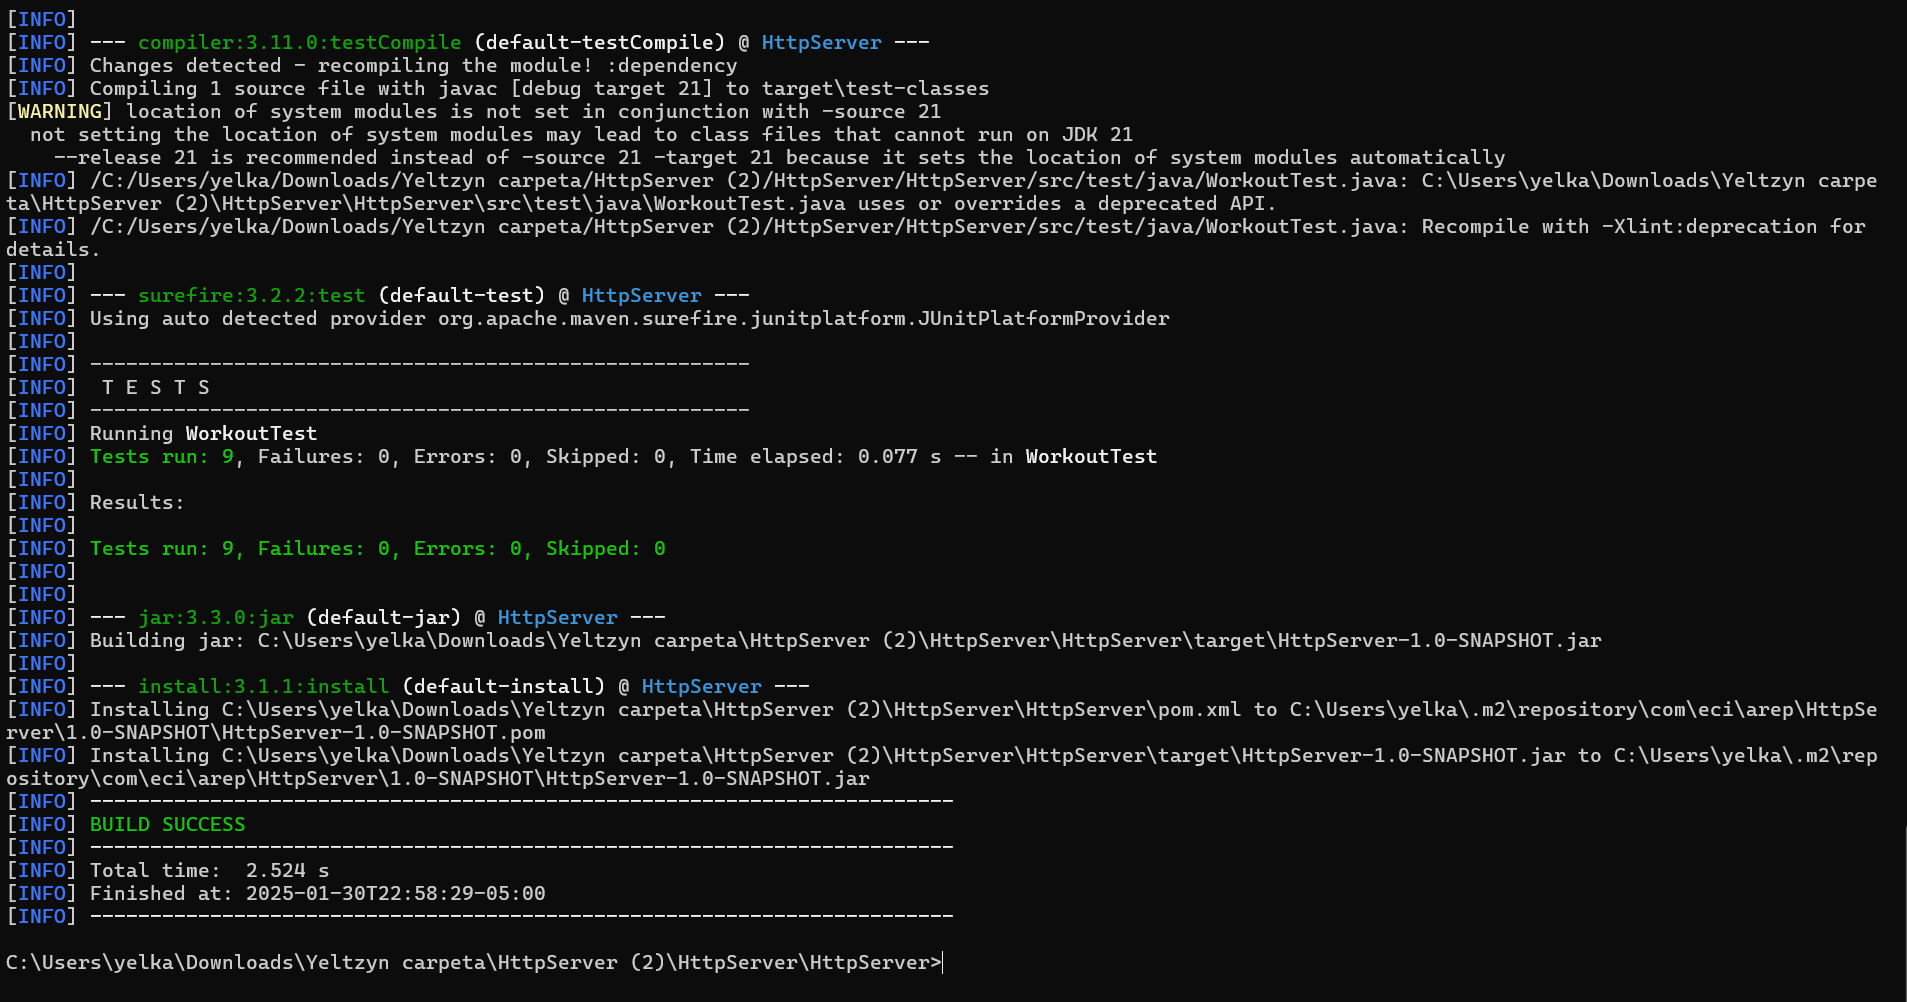 [INFO]
[INFO] --- compiler:3.11.0:testCompile (default-testCompile) @ HttpServer ---
[INFO] Changes detected - recompiling the module! :dependency
[INFO] Compiling 1 source file with javac [debug target 21] to target\test-classes
[WARNING] location of system modules is not set in conjunction with -source 21
  not setting the location of system modules may lead to class files that cannot run on JDK 21
    --release 21 is recommended instead of -source 21 -target 21 because it sets the location of system modules automatically
[INFO] /C:/Users/yelka/Downloads/Yeltzyn carpeta/HttpServer (2)/HttpServer/HttpServer/src/test/java/WorkoutTest.java: C:\Users\yelka\Downloads\Yeltzyn carpe
ta\HttpServer (2)\HttpServer\HttpServer\src\test\java\WorkoutTest.java uses or overrides a deprecated API.
[INFO] /C:/Users/yelka/Downloads/Yeltzyn carpeta/HttpServer (2)/HttpServer/HttpServer/src/test/java/WorkoutTest.java: Recompile with -Xlint:deprecation for
details.
[INFO]
[INFO] --- surefire:3.2.2:test (default-test) @ HttpServer ---
[INFO] Using auto detected provider org.apache.maven.surefire.junitplatform.JUnitPlatformProvider
[INFO]
[INFO] -------------------------------------------------------
[INFO]  T E S T S
[INFO] -------------------------------------------------------
[INFO] Running WorkoutTest
[INFO] Tests run: 9, Failures: 0, Errors: 0, Skipped: 0, Time elapsed: 0.077 s -- in WorkoutTest
[INFO]
[INFO] Results:
[INFO]
[INFO] Tests run: 9, Failures: 0, Errors: 0, Skipped: 0
[INFO]
[INFO]
[INFO] --- jar:3.3.0:jar (default-jar) @ HttpServer ---
[INFO] Building jar: C:\Users\yelka\Downloads\Yeltzyn carpeta\HttpServer (2)\HttpServer\HttpServer\target\HttpServer-1.0-SNAPSHOT.jar
[INFO]
[INFO] --- install:3.1.1:install (default-install) @ HttpServer ---
[INFO] Installing C:\Users\yelka\Downloads\Yeltzyn carpeta\HttpServer (2)\HttpServer\HttpServer\pom.xml to C:\Users\yelka\.m2\repository\com\eci\arep\HttpSe
rver\1.0-SNAPSHOT\HttpServer-1.0-SNAPSHOT.pom
[INFO] Installing C:\Users\yelka\Downloads\Yeltzyn carpeta\HttpServer (2)\HttpServer\HttpServer\target\HttpServer-1.0-SNAPSHOT.jar to C:\Users\yelka\.m2\rep
ository\com\eci\arep\HttpServer\1.0-SNAPSHOT\HttpServer-1.0-SNAPSHOT.jar
[INFO] ------------------------------------------------------------------------
[INFO] BUILD SUCCESS
[INFO] ------------------------------------------------------------------------
[INFO] Total time:  2.524 s
[INFO] Finished at: 2025-01-30T22:58:29-05:00
[INFO] ------------------------------------------------------------------------
C:\Users\yelka\Downloads\Yeltzyn carpeta\HttpServer (2)\HttpServer\HttpServer>